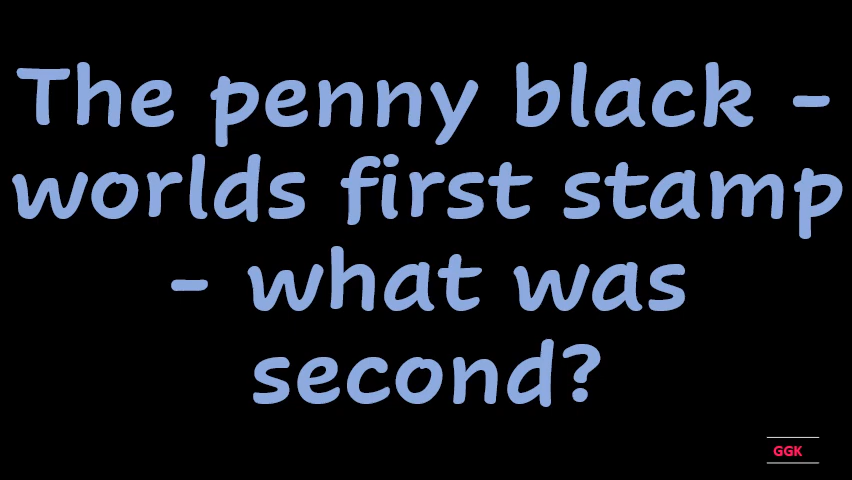 The penny black -
worlds first stamp
- what was
second?
GGK